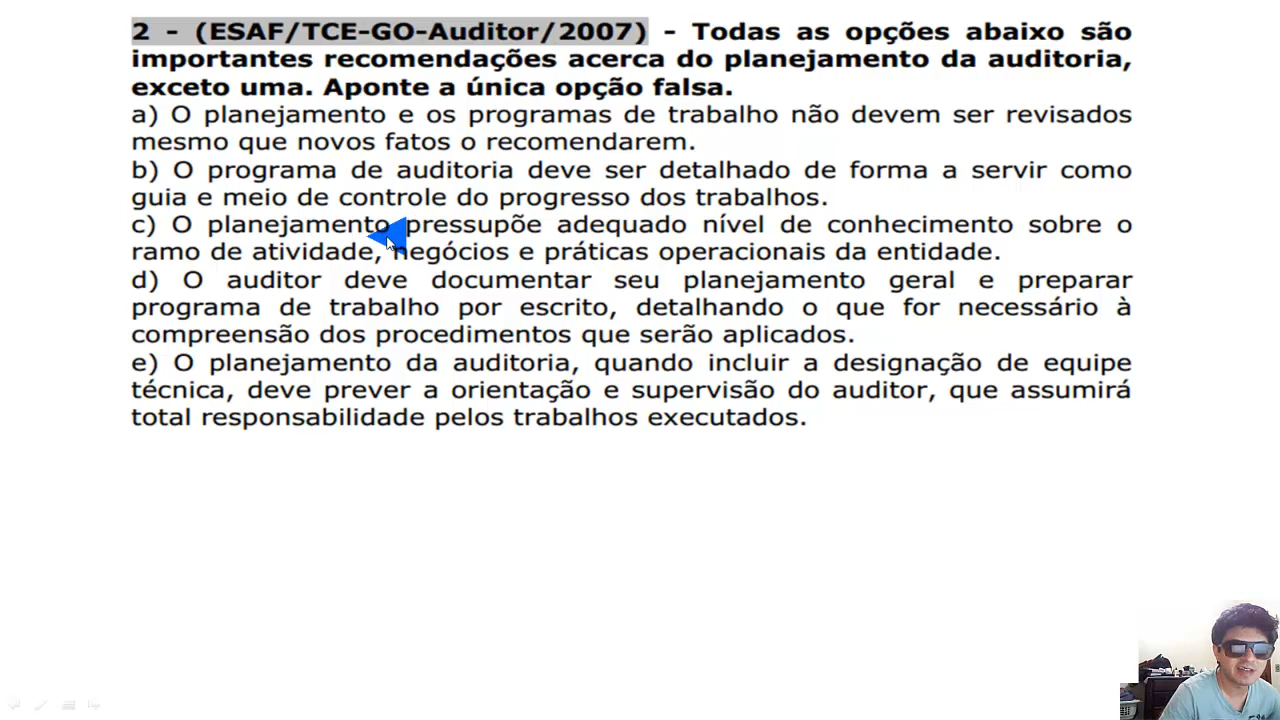 2 - (ESAF/TCE-GO-Auditor/2007) - Todas as opções abaixo são
importantes recomendações acerca do planejamento da auditoria,
exceto uma. Aponte a única opção falsa.
a) O planejamento e os programas de trabalho não devem ser revisados
mesmo que novos fatos o recomendarem.
b) O programa de auditoria deve ser detalhado de forma a servir como
guia e meio de controle do progresso dos trabalhos.
c) O planejamento pressupõe adequado nível de conhecimento sobre o
ramo de atividade, negócios e práticas operacionais da entidade.
d) O auditor deve documentar seu planejamento geral e preparar
programa de trabalho por escrito, detalhando o que for necessário à
compreensão dos procedimentos que serão aplicados.
e) O planejamento da auditoria, quando incluir a designação de equipe
técnica, deve prever a orientação e supervisão do auditor, que assumirá
total responsabilidade pelos trabalhos executados.